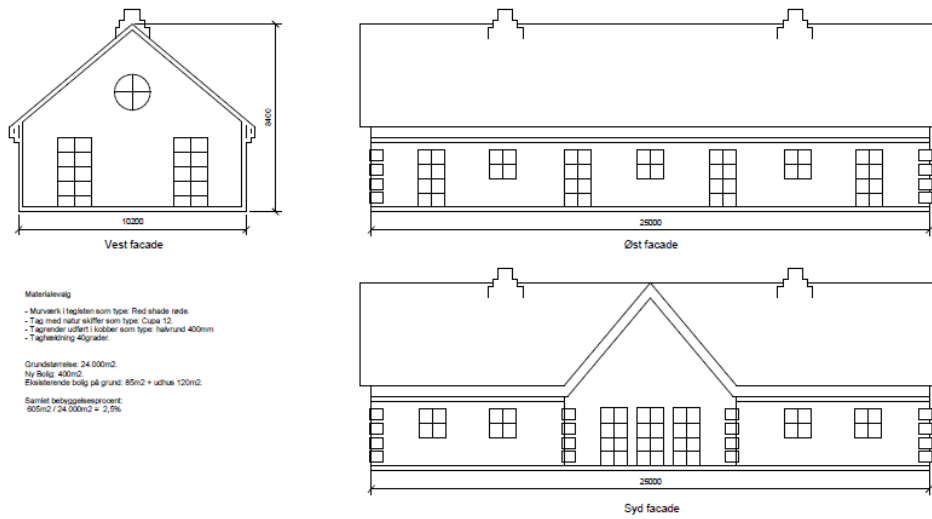 8400
10200
Vest facade
25000
Øst facade
Materialevalg
- Murværk i teglsten som type: Red shade røde.
- Tag med natur skiffer som type: Cupa 12.
- Tagrender udført i kobber som type: halvrund 400mm
- Taghældning 40grader.
Grundstørrelse: 24.000m2.
Ny Bolig: 400m2.
Eksisterende bolig på grund: 85m2 + udhus 120m2.
Samlet bebyggelsesprocent:
605m2 / 24.000m2 = 2,5%
25000
Syd facade